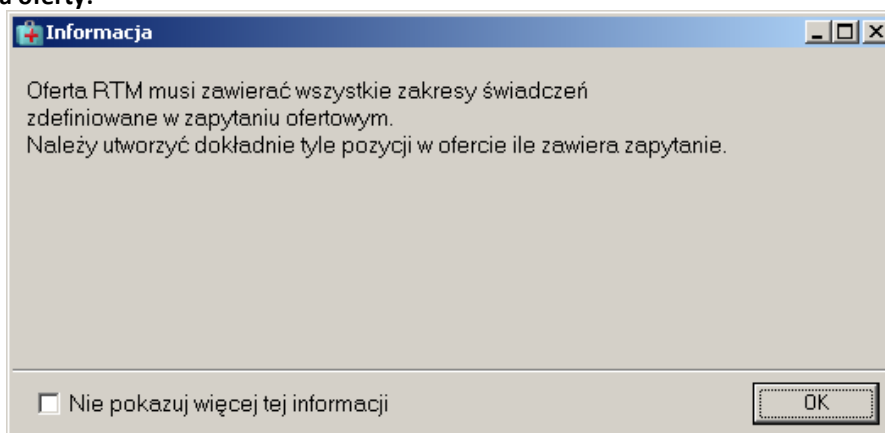 oferty.
Informacja
Oferta RTM musi zawierać wszystkie zakresy świadczeń
zdefiniowane w zapytaniu ofertowym.
Należy utworzyć dokładnie tyle pozycji w ofercie ile zawiera zapytanie.
Nie pokazuj więcej tej informacji
OK